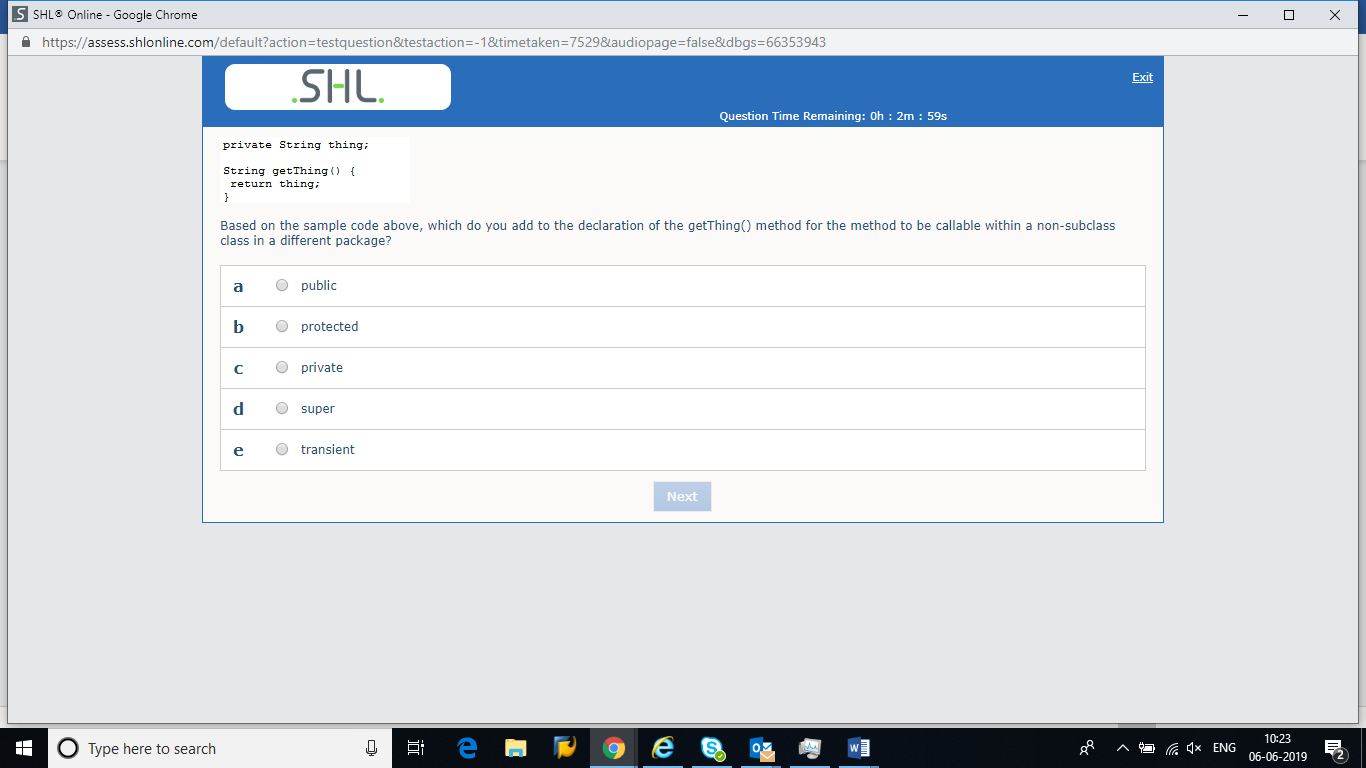 SHL® Online - Google Chrome
https://assess.shlonline.com/default?action=testquestion&testaction=-1&timetaken=7529&audiopage=false&dbgs=66353943
.SHL.
Exit
Question Time Remaining: 0h : 2m : 59s
private String thing;
String getThing() {
return thing;
}
Based on the sample code above, which do you add to the declaration of the getThing() method for the method to be callable within a non-subclass
class in a different package?
a public
b protected
c private
d super
e transient
Next
Type here to search
ENG
10:23
06-06-2019
2